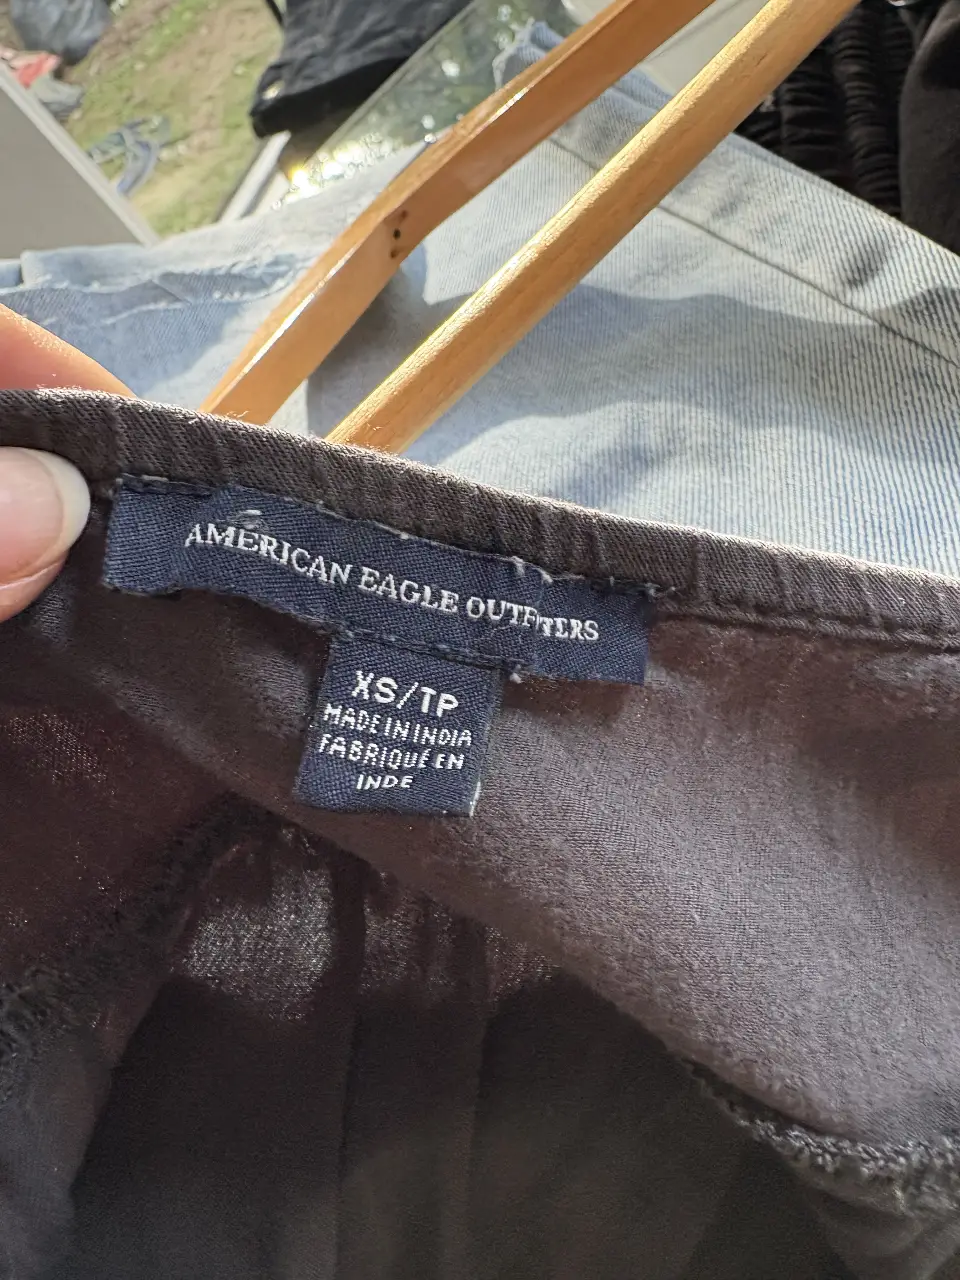 AMERICAN EAGLE OUTFITTERS
XS/TP
MADE IN INDIA
FABRIQUÉ EN
INDE